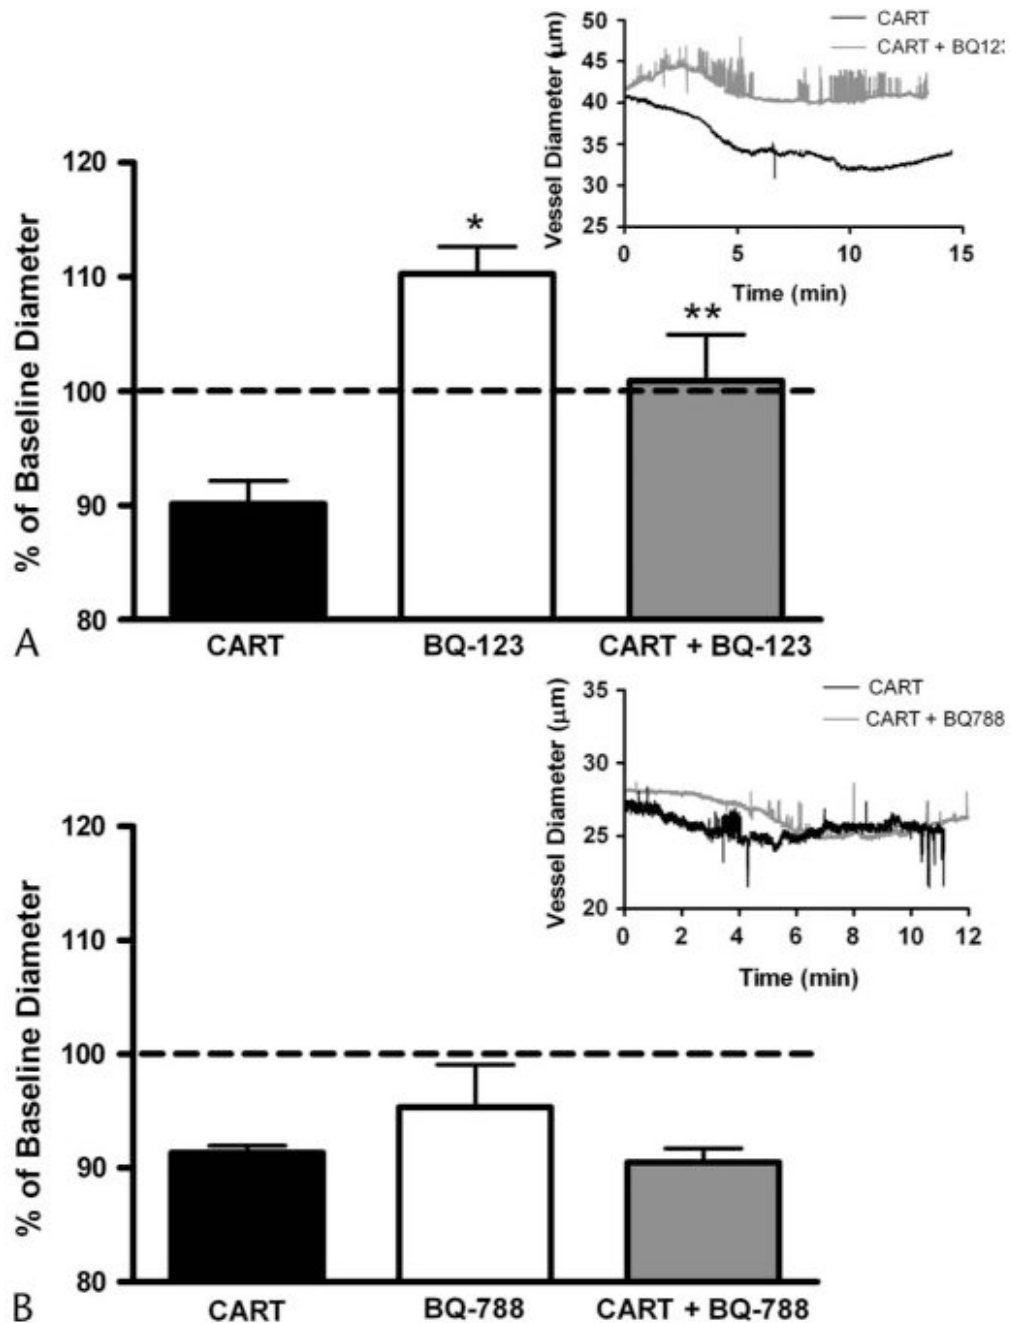 50
45
40
35
30
25
Vessel Diameter (µm)
CART
CART + BQ12
0 5 10 15
Time (min)
120
110
100
90
80
% of Baseline Diameter
*
**
A
CART BQ-123 CART + BQ-123
35
30
25
20
Vessel Diameter (µm)
CART
CART + BQ788
0 2 4 6 8 10 12
Time (min)
120
110
100
90
80
% of Baseline Diameter
B
CART BQ-788 CART + BQ-788